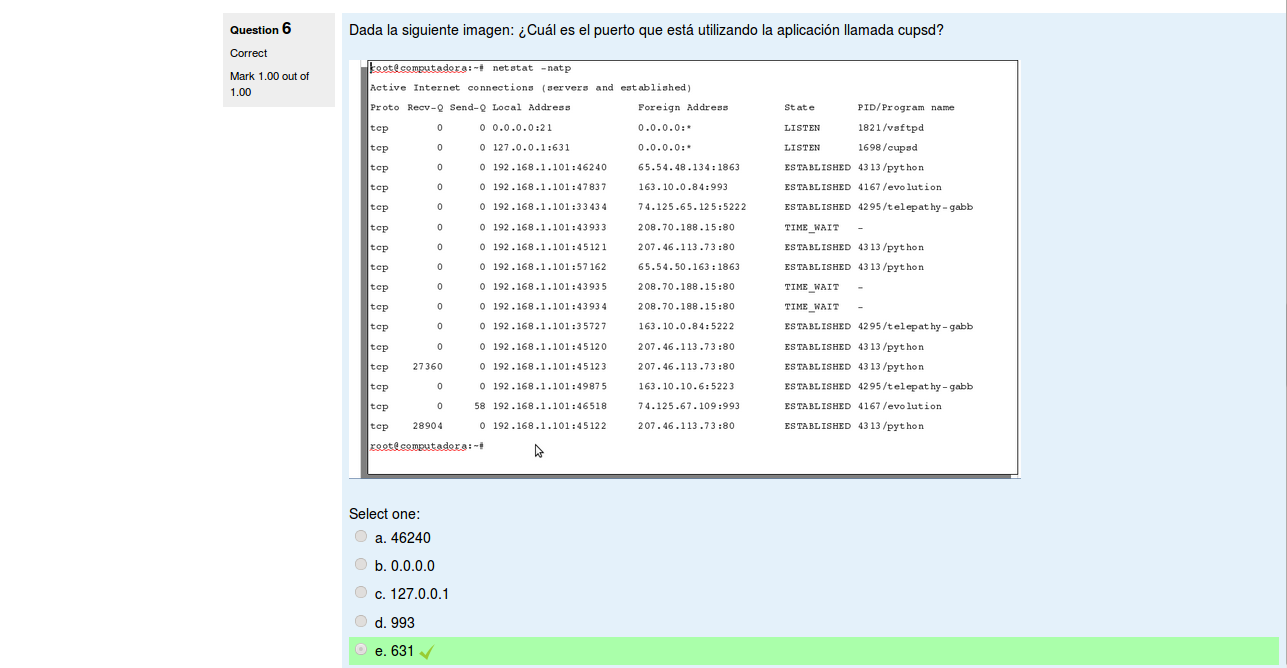 Question 6
Correct
Mark 1.00 out of
1.00
Dada la siguiente imagen: ¿Cuál es el puerto que está utilizando la aplicación llamada cupsd?
root@computadora:~# netstat -natp
Active Internet connections (servers and established)
Proto Recv-Q Send-Q Local Address Foreign Address State PID/Program name
tcp 0 0 0.0.0.0:21 0.0.0.0:* LISTEN 1821/vsftpd
tcp 0 0 127.0.0.1:631 0.0.0.0:* LISTEN 1698/cupsd
tcp 0 0 192.168.1.101:46240 65.54.48.134:1863 ESTABLISHED 4313/python
tcp 0 0 192.168.1.101:47837 163.10.0.84:993 ESTABLISHED 4167/evolution
tcp 0 0 192.168.1.101:33434 74.125.65.125:5222 ESTABLISHED 4295/telepathy-gabb
tcp 0 0 192.168.1.101:43933 208.70.188.15:80 TIME_WAIT -
tcp 0 0 192.168.1.101:45121 207.46.113.73:80 ESTABLISHED 4313/python
tcp 0 0 192.168.1.101:57162 65.54.50.163:1863 ESTABLISHED 4313/python
tcp 0 0 192.168.1.101:43935 208.70.188.15:80 TIME_WAIT -
tcp 0 0 192.168.1.101:43934 208.70.188.15:80 TIME_WAIT -
tcp 0 0 192.168.1.101:35727 163.10.0.84:5222 ESTABLISHED 4295/telepathy-gabb
tcp 0 0 192.168.1.101:45120 207.46.113.73:80 ESTABLISHED 4313/python
tcp 27360 0 192.168.1.101:45123 207.46.113.73:80 ESTABLISHED 4313/python
tcp 0 0 192.168.1.101:49875 163.10.10.6:5223 ESTABLISHED 4295/telepathy-gabb
tcp 0 58 192.168.1.101:46518 74.125.67.109:993 ESTABLISHED 4167/evolution
tcp 28904 0 192.168.1.101:45122 207.46.113.73:80 ESTABLISHED 4313/python
root@computadora:~#
Select one:
a. 46240
b. 0.0.0.0
c. 127.0.0.1
d. 993
e. 631